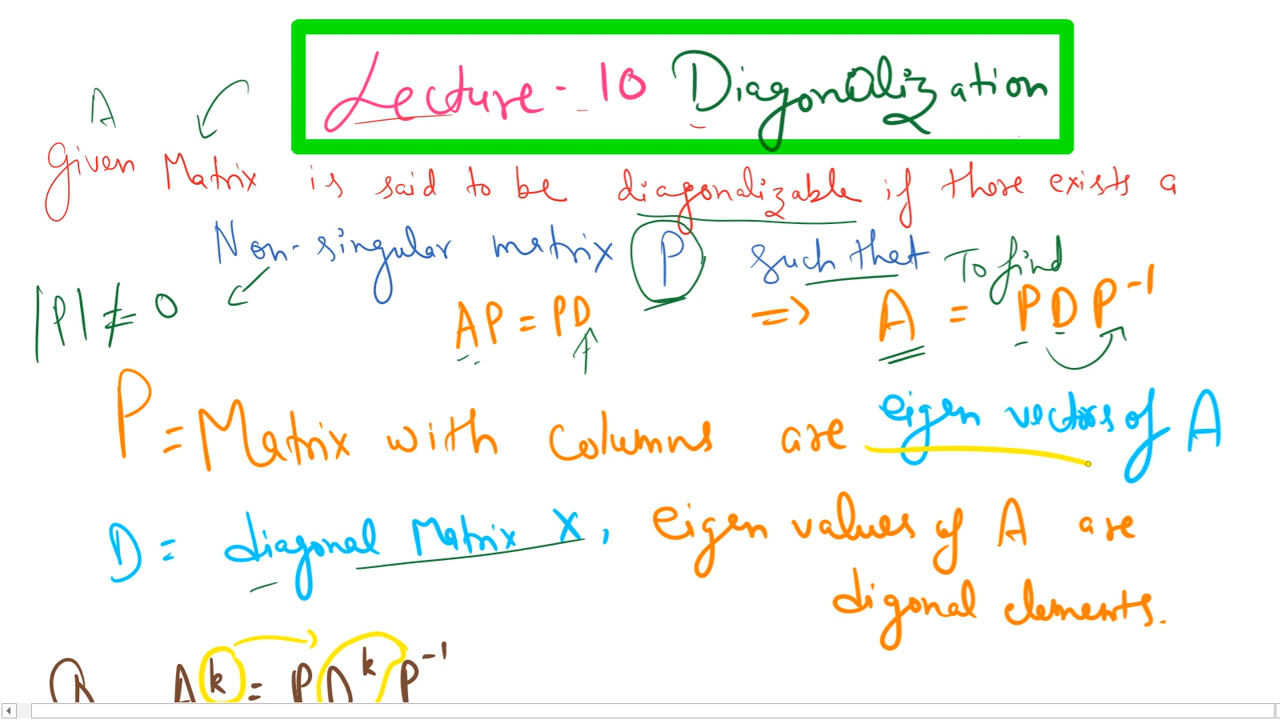 Lecture - 10 Diagonalization
A
Given Matrix is said to be diagonalizable if there exists a
Non-singular matrix P such that To find
|P| ≠ 0
AP = PD => A = PDP⁻¹
P = Matrix with columns are eigen vectors of A
D = diagonal Matrix X, eigen values of A are
digonal elements.
Aᵏ = PDᵏP⁻¹